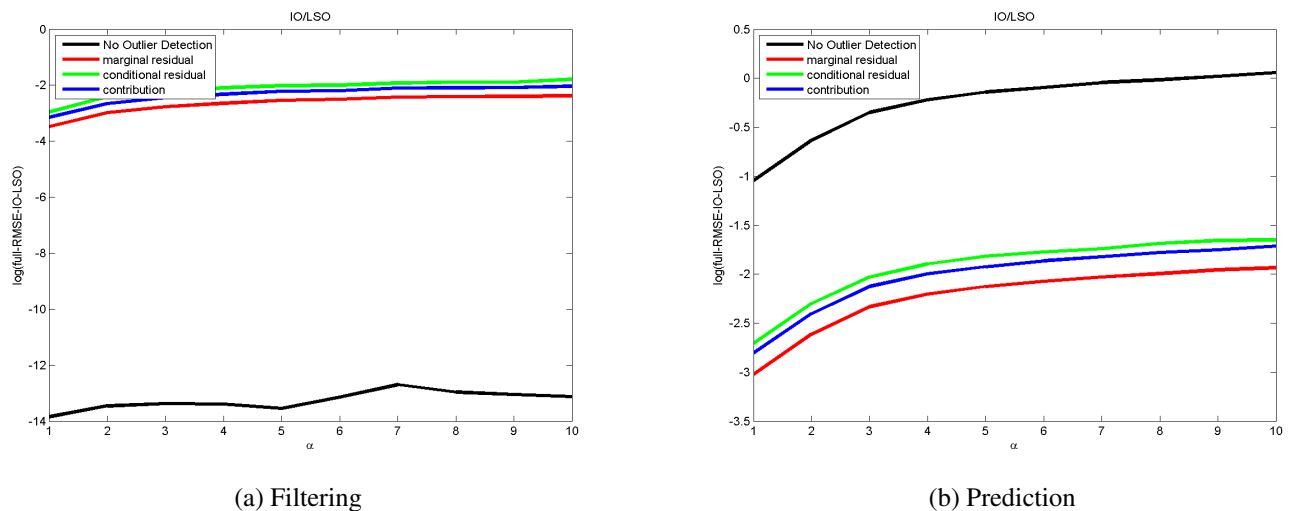 IO/LSO
No Outlier Detection
marginal residual
conditional residual
contribution
0
-2
-4
-6
-8
-10
-12
-14
log(full-RMSE-IO-LSO)
1 2 3 4 5 6 7 8 9 10
α
(a) Filtering
IO/LSO
No Outlier Detection
marginal residual
conditional residual
contribution
0.5
0
-0.5
-1
-1.5
-2
-2.5
-3
-3.5
log(full-RMSE-IO-LSO)
1 2 3 4 5 6 7 8 9 10
α
(b) Prediction